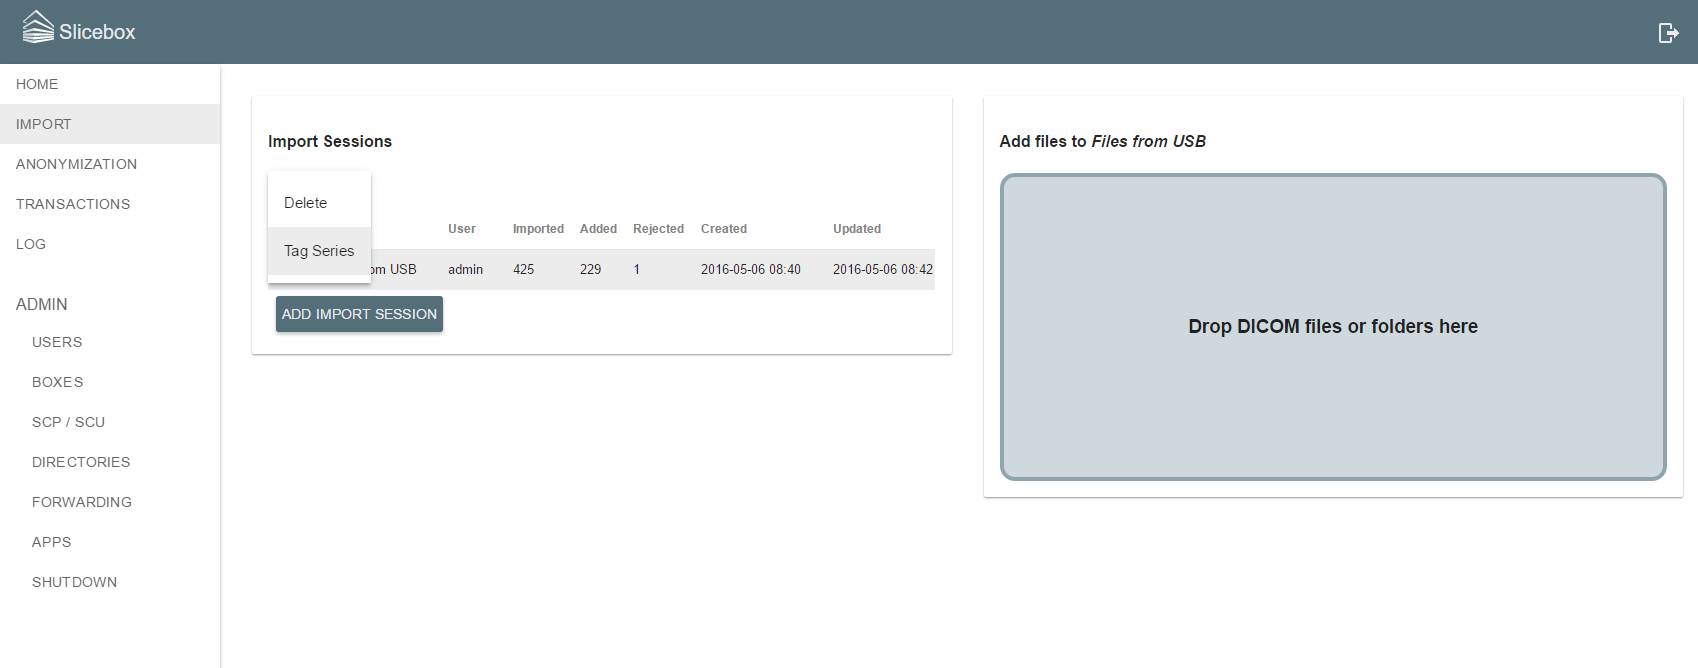 Slicebox
HOME
IMPORT
ANONYMIZATION
TRANSACTIONS
LOG
ADMIN
USERS
BOXES
SCP / SCU
DIRECTORIES
FORWARDING
APPS
SHUTDOWN
Import Sessions
Delete
Tag Series
User Imported Added Rejected Created Updated
om USB admin 425 229 1 2016-05-06 08:40 2016-05-06 08:42
ADD IMPORT SESSION
Add files to Files from USB
Drop DICOM files or folders here